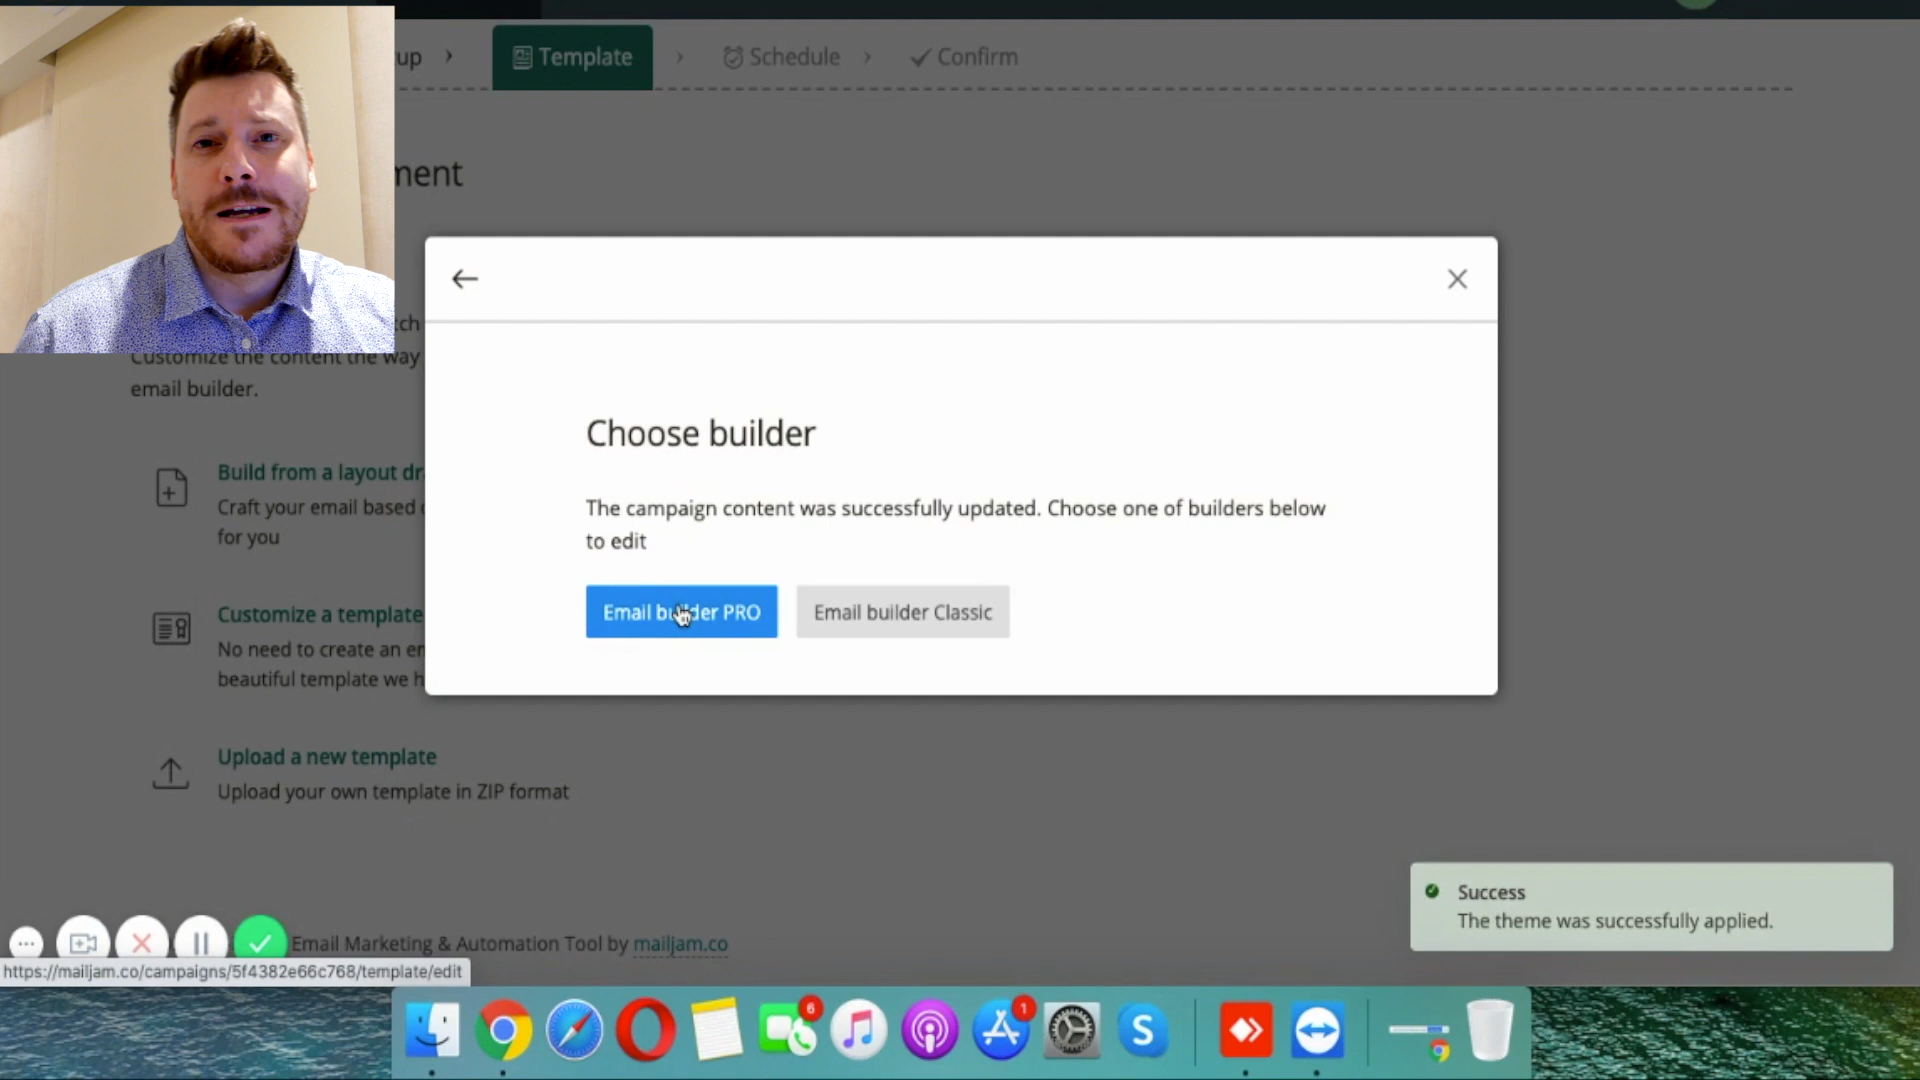 up
Template
Schedule
Confirm
ment
tch
Customize the content the way
email builder.
Build from a layout dr
Craft your email based
for you
Customize a template
No need to create an em
beautiful template we h
Upload a new template
Upload your own template in ZIP format
Choose builder
The campaign content was successfully updated. Choose one of builders below
to edit
Email builder PRO
Email builder Classic
Success
The theme was successfully applied.
Email Marketing & Automation Tool by mailjam.co
https://mailjam.co/campaigns/5f4382e66c768/template/edit
6
1
S